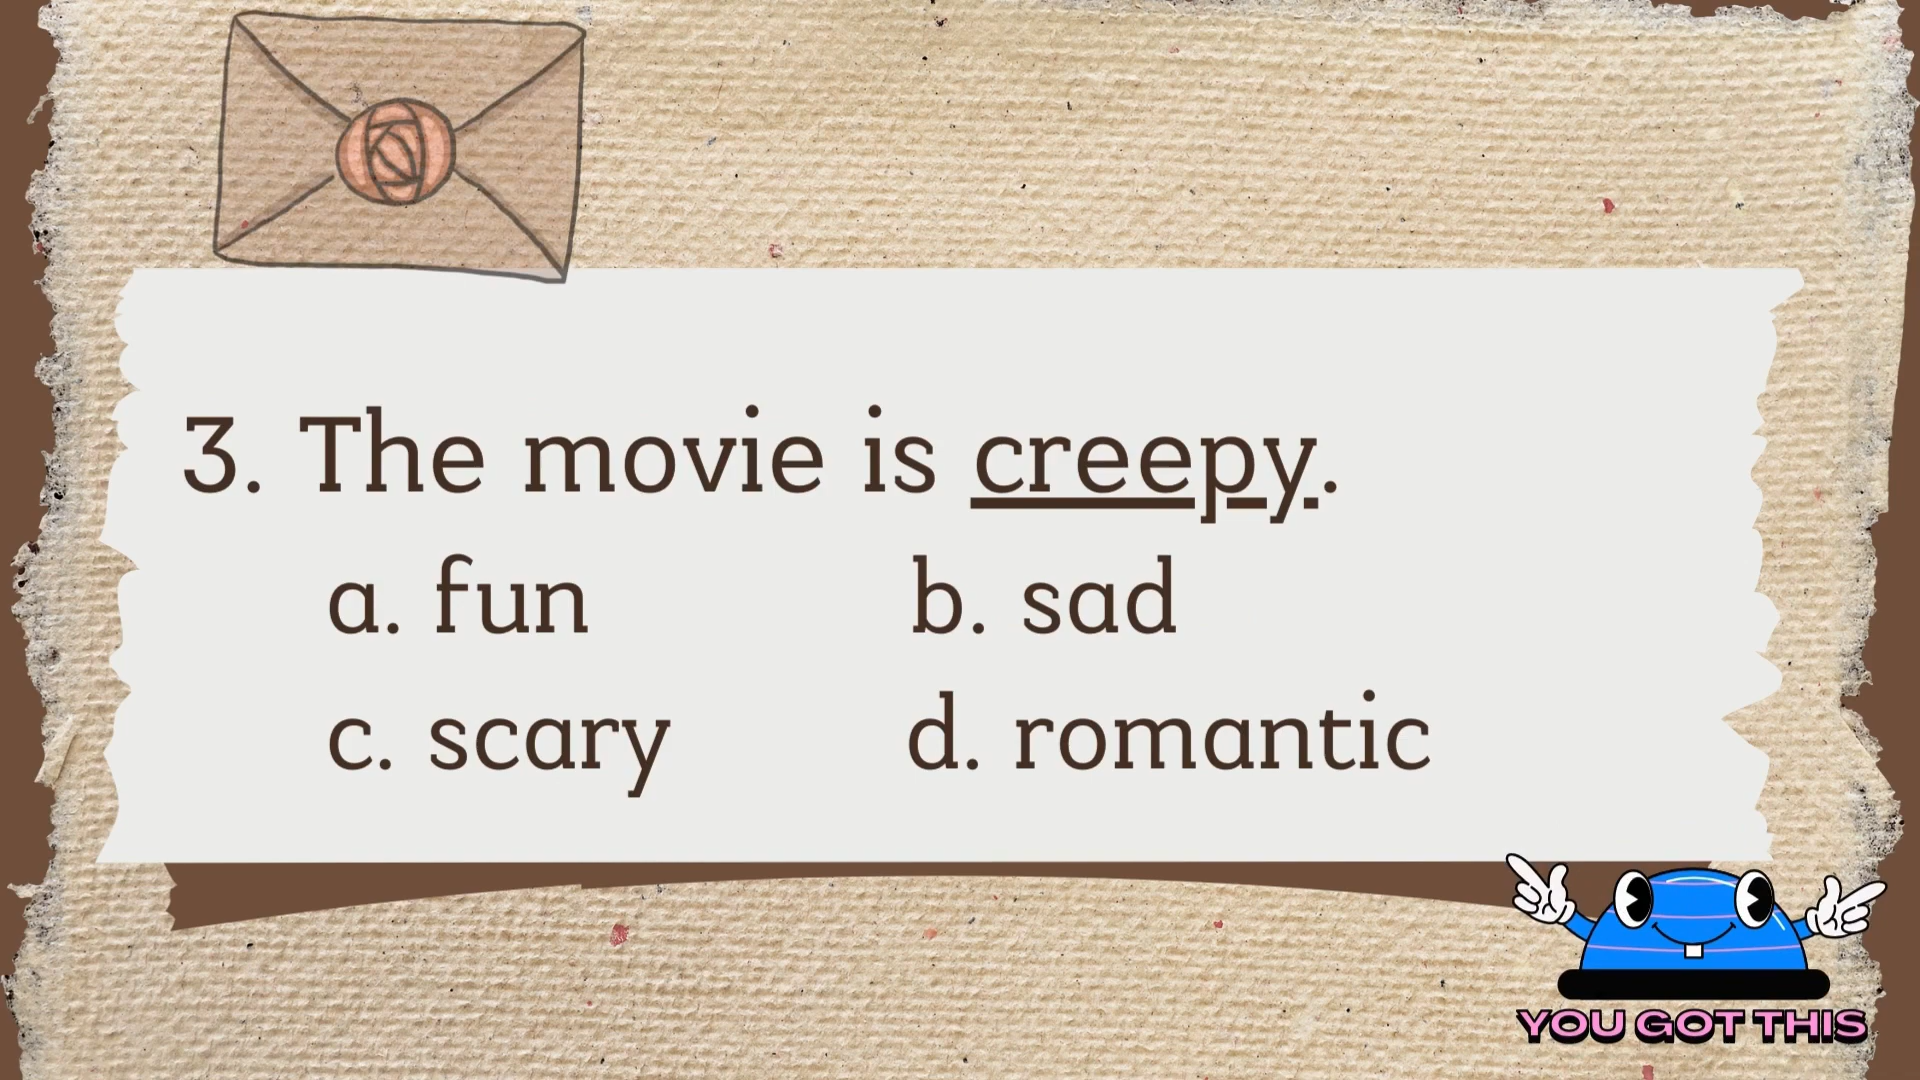 3. The movie is creepy.
a. fun b. sad
c. scary d. romantic
YOU GOT THIS